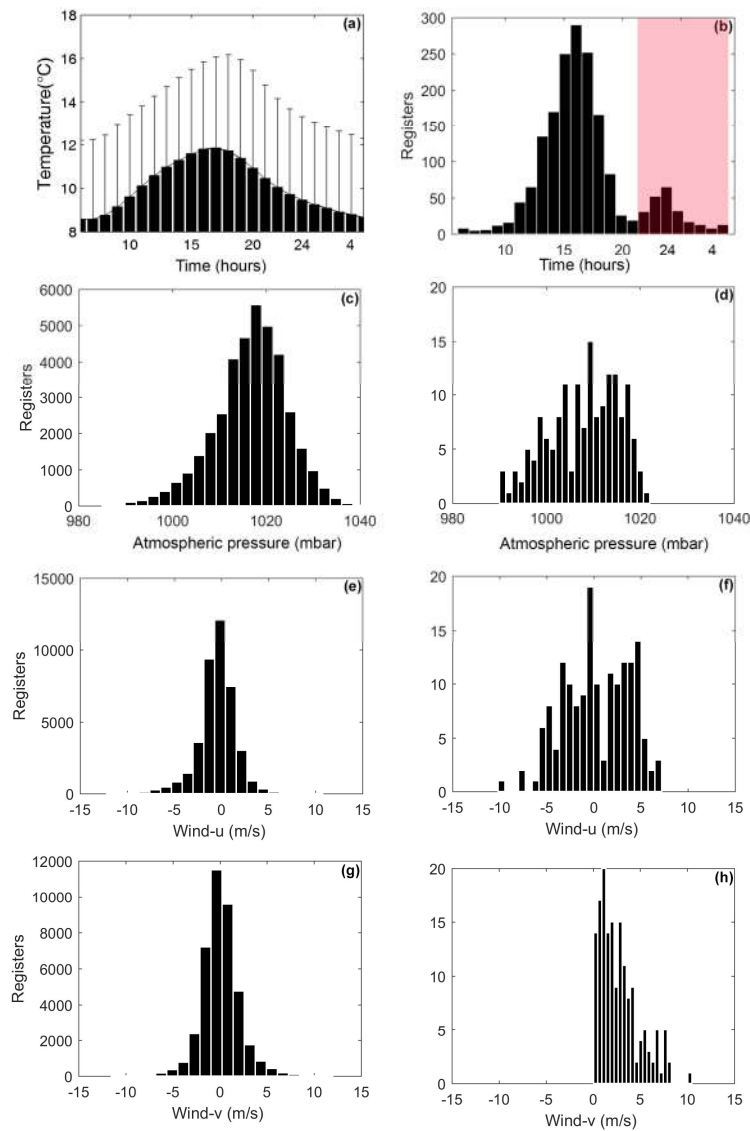 (a)
Temperature(°C)
18
16
14
12
10
8
10 15 20 24 4
Time (hours)
(b)
Registers
300
250
200
150
100
50
0
10 15 20 24 4
Time (hours)
(c)
Registers
6000
5000
4000
3000
2000
1000
0
980 1000 1020 1040
Atmospheric pressure (mbar)
(d)
20
15
10
5
0
980 1000 1020 1040
Atmospheric pressure (mbar)
(e)
Registers
15000
10000
5000
0
-15 -10 -5 0 5 10 15
Wind-u (m/s)
(f)
20
15
10
5
0
-15 -10 -5 0 5 10 15
Wind-u (m/s)
(g)
Registers
12000
10000
8000
6000
4000
2000
0
-15 -10 -5 0 5 10 15
Wind-v (m/s)
(h)
20
15
10
5
0
-15 -10 -5 0 5 10 15
Wind-v (m/s)